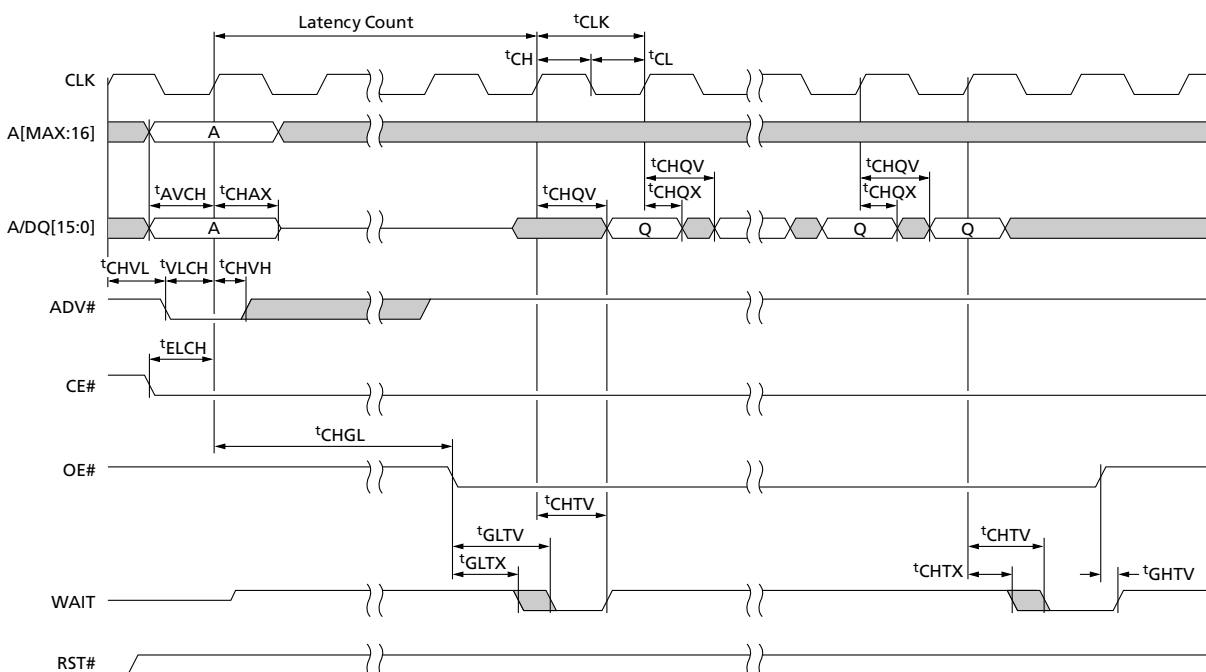 Latency Count
tCLK
tCH
tCL
CLK
A[MAX:16]
A
tCHQV
tCHQV
tAVCH
tCHAX
tCHQV
tCHQX
tCHQX
A/DQ[15:0]
A
Q
Q
Q
tCHVL
tVLCH
tCHVH
ADV#
tELCH
CE#
tCHGL
OE#
tCHTV
tGLTV
tCHTV
tGLTX
tCHTX
tGHTV
WAIT
RST#